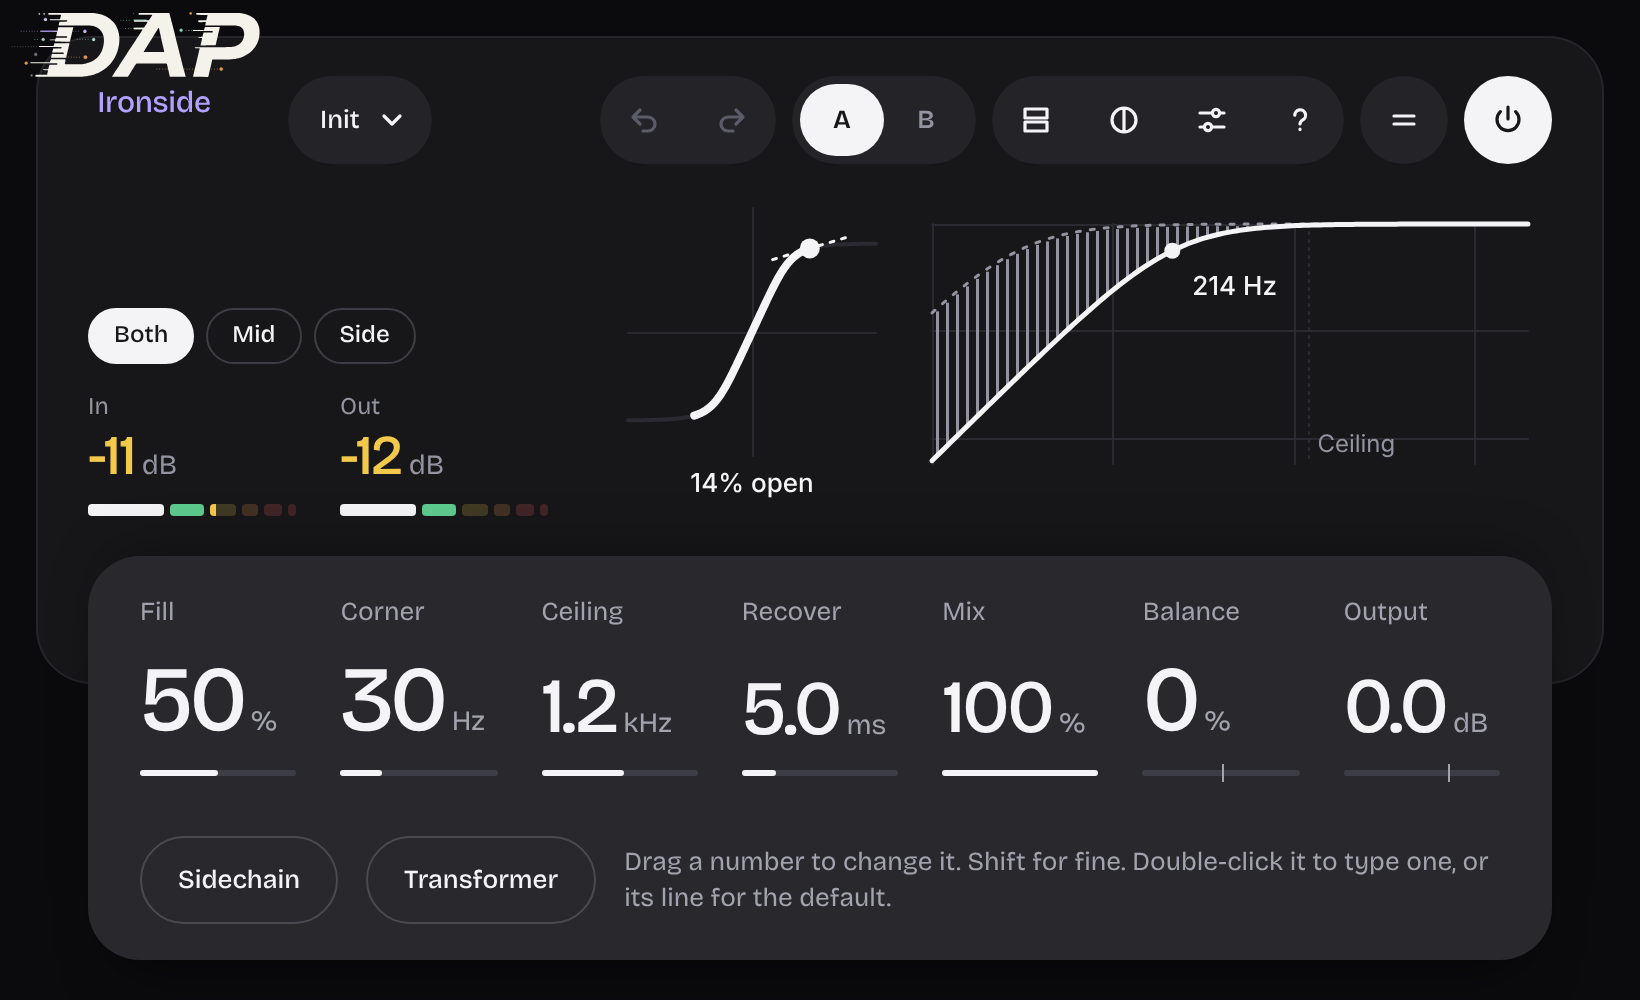 DAP
Ironside
Init
A B ?
Both Mid Side
In Out
-11 dB -12 dB
14% open
214 Hz
Ceiling
Fill Corner Ceiling Recover Mix Balance Output
50 % 30 Hz 1.2 kHz 5.0 ms 100 % 0 % 0.0 dB
Sidechain Transformer
Drag a number to change it. Shift for fine. Double-click it to type one, or
its line for the default.